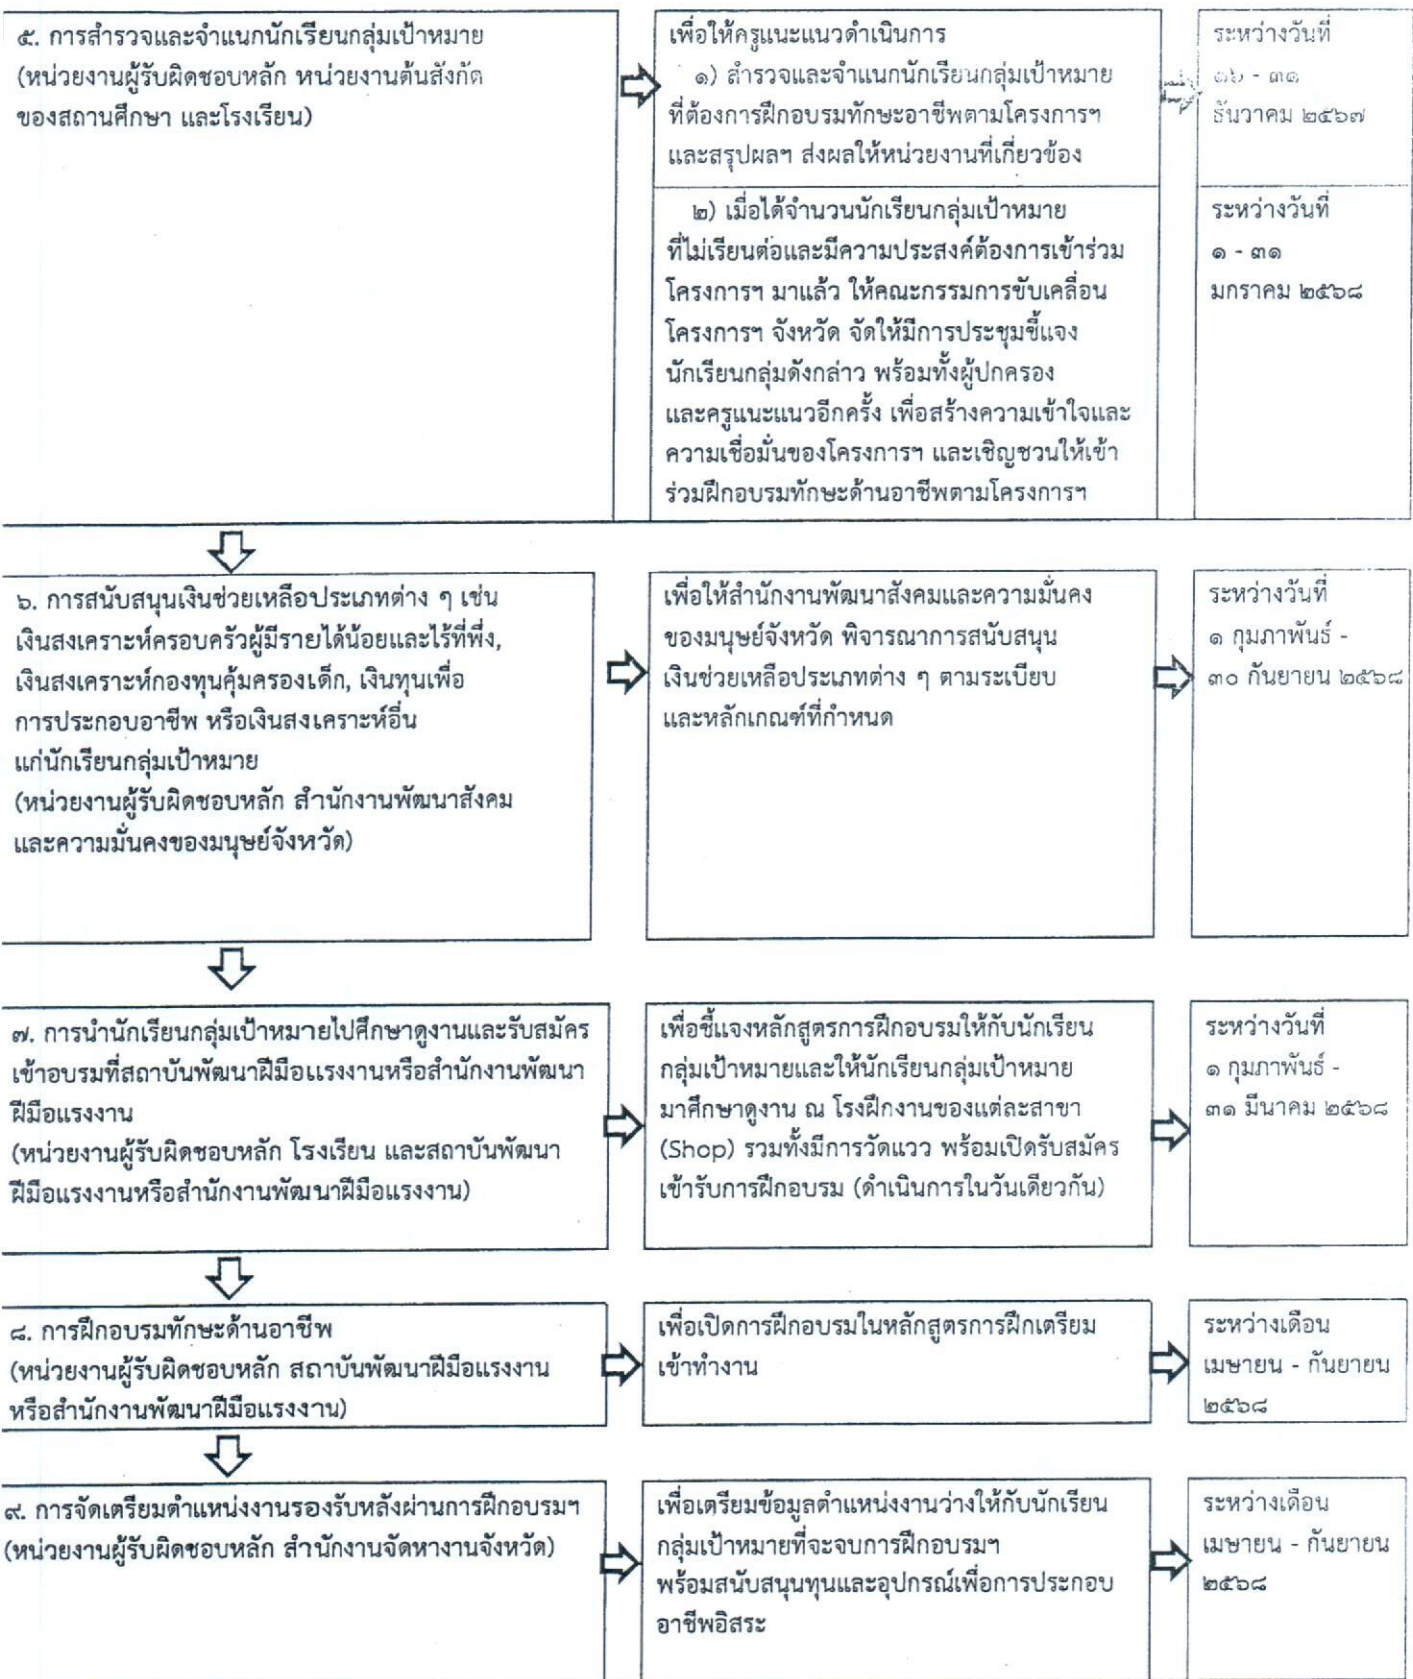 ๕. การสำรวจและจำแนกนักเรียนกลุ่มเป้าหมาย
(หน่วยงานผู้รับผิดชอบหลัก หน่วยงานต้นสังกัด
ของสถานศึกษา และโรงเรียน)
เพื่อให้ครูแนะแนวดำเนินการ
๑) สำรวจและจำแนกนักเรียนกลุ่มเป้าหมาย
ที่ต้องการฝึกอบรมทักษะอาชีพตามโครงการฯ
และสรุปผลฯ ส่งผลให้หน่วยงานที่เกี่ยวข้อง
ระหว่างวันที่
๑๖ - ๓๑
ธันวาคม ๒๕๖๗
๒) เมื่อได้จำนวนนักเรียนกลุ่มเป้าหมาย
ที่ไม่เรียนต่อและมีความประสงค์ต้องการเข้าร่วม
โครงการฯ มาแล้ว ให้คณะกรรมการขับเคลื่อน
โครงการฯ จังหวัด จัดให้มีการประชุมชี้แจง
นักเรียนกลุ่มดังกล่าว พร้อมทั้งผู้ปกครอง
และครูแนะแนวอีกครั้ง เพื่อสร้างความเข้าใจและ
ความเชื่อมั่นของโครงการฯ และเชิญชวนให้เข้า
ร่วมฝึกอบรมทักษะด้านอาชีพตามโครงการฯ
ระหว่างวันที่
๑ - ๓๑
มกราคม ๒๕๖๘
๖. การสนับสนุนเงินช่วยเหลือประเภทต่าง ๆ เช่น
เงินสงเคราะห์ครอบครัวผู้มีรายได้น้อยและไร้ที่พึ่ง,
เงินสงเคราะห์กองทุนคุ้มครองเด็ก, เงินทุนเพื่อ
การประกอบอาชีพ หรือเงินสงเคราะห์อื่น
แก่นักเรียนกลุ่มเป้าหมาย
(หน่วยงานผู้รับผิดชอบหลัก สำนักงานพัฒนาสังคม
และความมั่นคงของมนุษย์จังหวัด)
เพื่อให้สำนักงานพัฒนาสังคมและความมั่นคง
ของมนุษย์จังหวัด พิจารณาการสนับสนุน
เงินช่วยเหลือประเภทต่าง ๆ ตามระเบียบ
และหลักเกณฑ์ที่กำหนด
ระหว่างวันที่
๑ กุมภาพันธ์ -
๓๐ กันยายน ๒๕๖๘
๗. การนำนักเรียนกลุ่มเป้าหมายไปศึกษาดูงานและรับสมัคร
เข้าอบรมที่สถาบันพัฒนาฝีมือแรงงานหรือสำนักงานพัฒนา
ฝีมือแรงงาน
(หน่วยงานผู้รับผิดชอบหลัก โรงเรียน และสถาบันพัฒนา
ฝีมือแรงงานหรือสำนักงานพัฒนาฝีมือแรงงาน)
เพื่อชี้แจงหลักสูตรการฝึกอบรมให้กับนักเรียน
กลุ่มเป้าหมายและให้นักเรียนกลุ่มเป้าหมาย
มาศึกษาดูงาน ณ โรงฝึกงานของแต่ละสาขา
(Shop) รวมทั้งมีการวัดแวว พร้อมเปิดรับสมัคร
เข้ารับการฝึกอบรม (ดำเนินการในวันเดียวกัน)
ระหว่างวันที่
๑ กุมภาพันธ์ -
๓๑ มีนาคม ๒๕๖๘
๘. การฝึกอบรมทักษะด้านอาชีพ
(หน่วยงานผู้รับผิดชอบหลัก สถาบันพัฒนาฝีมือแรงงาน
หรือสำนักงานพัฒนาฝีมือแรงงาน)
เพื่อเปิดการฝึกอบรมในหลักสูตรการฝึกเตรียม
เข้าทำงาน
ระหว่างเดือน
เมษายน - กันยายน
๒๕๖๘
๙. การจัดเตรียมตำแหน่งงานรองรับหลังผ่านการฝึกอบรมฯ
(หน่วยงานผู้รับผิดชอบหลัก สำนักงานจัดหางานจังหวัด)
เพื่อเตรียมข้อมูลตำแหน่งงานว่างให้กับนักเรียน
กลุ่มเป้าหมายที่จะจบการฝึกอบรมฯ
พร้อมสนับสนุนทุนและอุปกรณ์เพื่อการประกอบ
อาชีพอิสระ
ระหว่างเดือน
เมษายน - กันยายน
๒๕๖๘